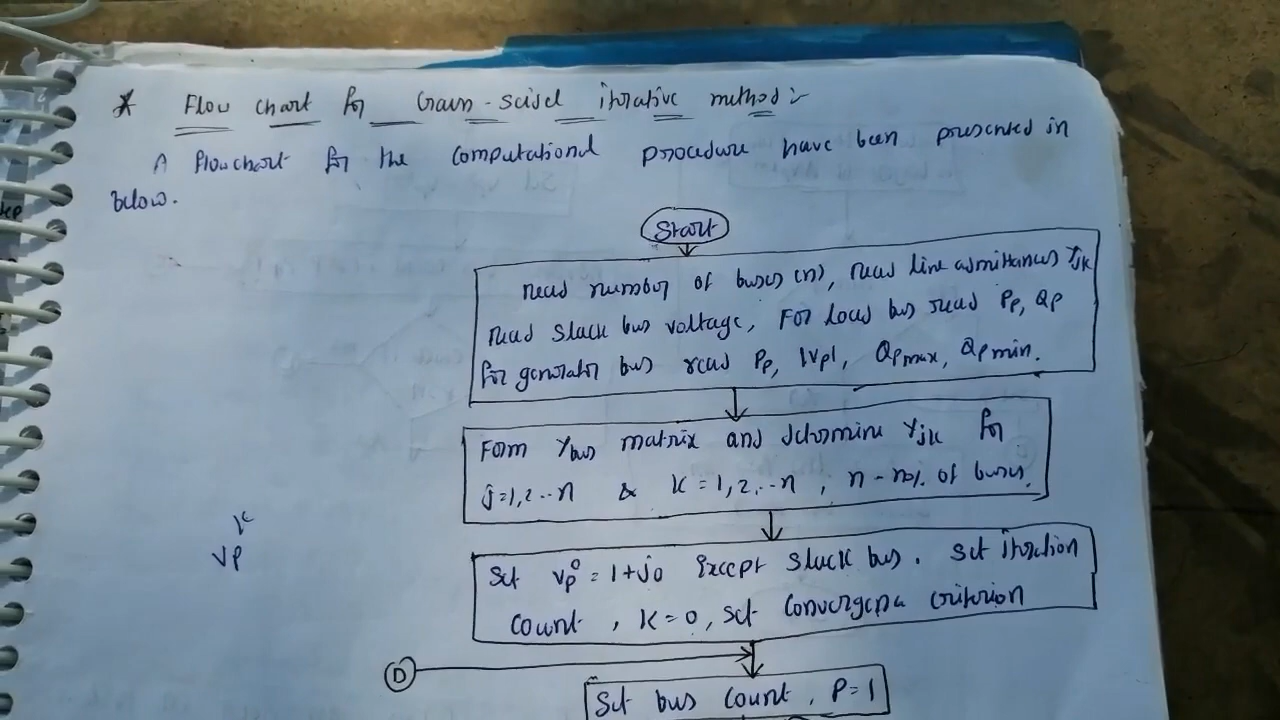 * Flow chart for Gauss-seisel iterative method:-
A flowchart for the computational procedure have been presented in
below.
Start
read number of buses (n), read line admittances Yjk
read slack bus voltage, For load bus read Pp, Qp
for generator bus read Pp, |Vp|, Qpmax, Qpmin.
Form Ybus matrix and determine Yjk for
j=1,2...n & K=1,2,..n, n - no. of buses.
Set Vp⁰ = 1+j0 Except slack bus. Set iteration
count, K=0, set convergence criterion
Vpᴷ
D
Set bus count, P=1